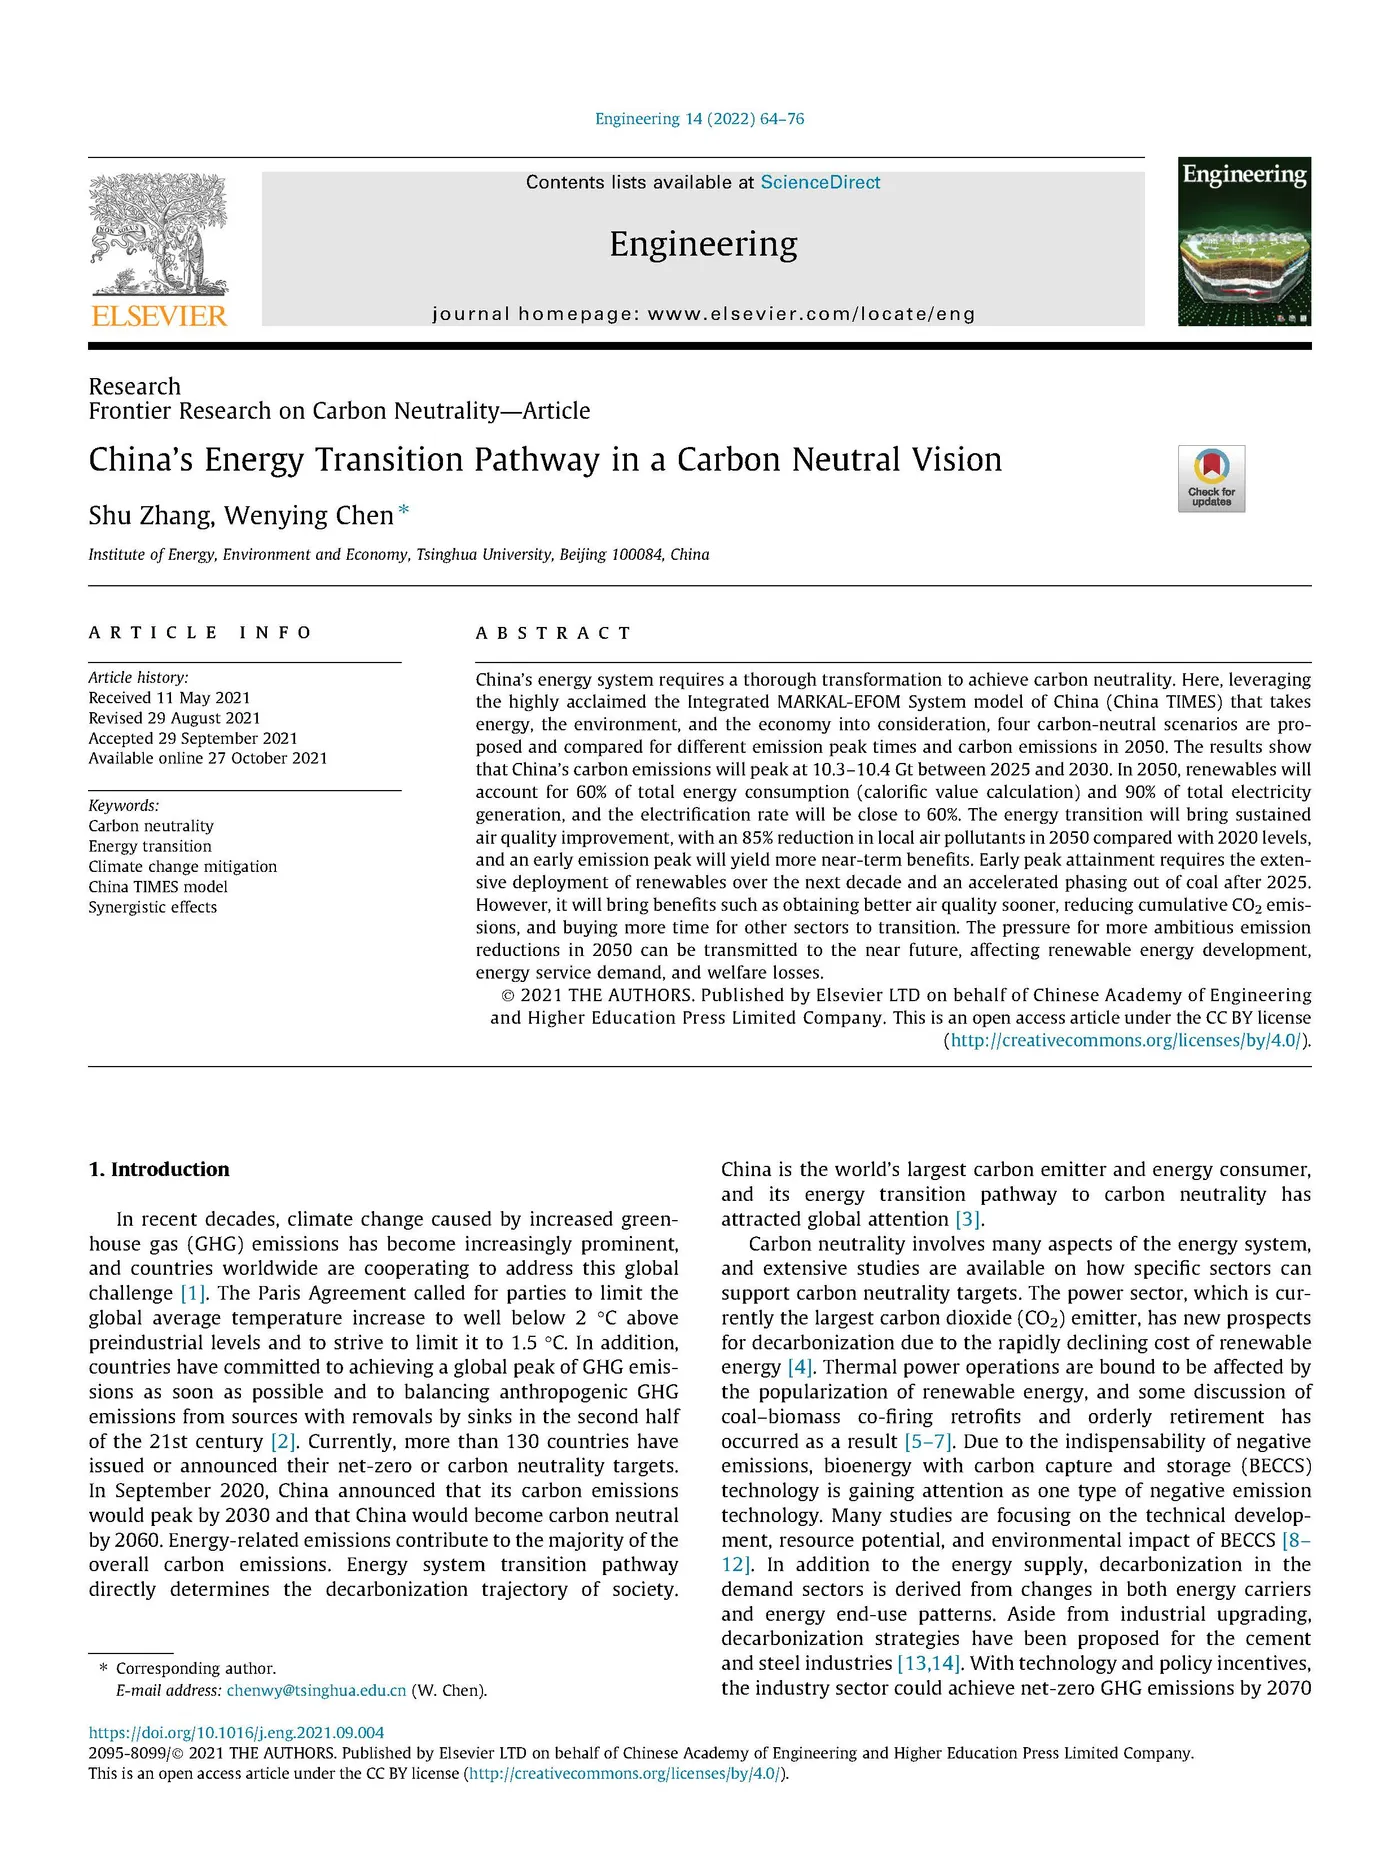 Engineering 14 (2022) 64–76
Contents lists available at ScienceDirect
Engineering
journal homepage: www.elsevier.com/locate/eng
NON SOLUS
ELSEVIER
Engineering
Research
Frontier Research on Carbon Neutrality—Article
China's Energy Transition Pathway in a Carbon Neutral Vision
Check for
updates
Shu Zhang, Wenying Chen *
Institute of Energy, Environment and Economy, Tsinghua University, Beijing 100084, China
ARTICLE INFO
Article history:
Received 11 May 2021
Revised 29 August 2021
Accepted 29 September 2021
Available online 27 October 2021
Keywords:
Carbon neutrality
Energy transition
Climate change mitigation
China TIMES model
Synergistic effects
ABSTRACT
China's energy system requires a thorough transformation to achieve carbon neutrality. Here, leveraging
the highly acclaimed the Integrated MARKAL-EFOM System model of China (China TIMES) that takes
energy, the environment, and the economy into consideration, four carbon-neutral scenarios are pro-
posed and compared for different emission peak times and carbon emissions in 2050. The results show
that China's carbon emissions will peak at 10.3–10.4 Gt between 2025 and 2030. In 2050, renewables will
account for 60% of total energy consumption (calorific value calculation) and 90% of total electricity
generation, and the electrification rate will be close to 60%. The energy transition will bring sustained
air quality improvement, with an 85% reduction in local air pollutants in 2050 compared with 2020 levels,
and an early emission peak will yield more near-term benefits. Early peak attainment requires the exten-
sive deployment of renewables over the next decade and an accelerated phasing out of coal after 2025.
However, it will bring benefits such as obtaining better air quality sooner, reducing cumulative CO₂ emis-
sions, and buying more time for other sectors to transition. The pressure for more ambitious emission
reductions in 2050 can be transmitted to the near future, affecting renewable energy development,
energy service demand, and welfare losses.
© 2021 THE AUTHORS. Published by Elsevier LTD on behalf of Chinese Academy of Engineering
and Higher Education Press Limited Company. This is an open access article under the CC BY license
(http://creativecommons.org/licenses/by/4.0/).
1. Introduction
In recent decades, climate change caused by increased green-
house gas (GHG) emissions has become increasingly prominent,
and countries worldwide are cooperating to address this global
challenge [1]. The Paris Agreement called for parties to limit the
global average temperature increase to well below 2 °C above
preindustrial levels and to strive to limit it to 1.5 °C. In addition,
countries have committed to achieving a global peak of GHG emis-
sions as soon as possible and to balancing anthropogenic GHG
emissions from sources with removals by sinks in the second half
of the 21st century [2]. Currently, more than 130 countries have
issued or announced their net-zero or carbon neutrality targets.
In September 2020, China announced that its carbon emissions
would peak by 2030 and that China would become carbon neutral
by 2060. Energy-related emissions contribute to the majority of the
overall carbon emissions. Energy system transition pathway
directly determines the decarbonization trajectory of society.
China is the world's largest carbon emitter and energy consumer,
and its energy transition pathway to carbon neutrality has
attracted global attention [3].
Carbon neutrality involves many aspects of the energy system,
and extensive studies are available on how specific sectors can
support carbon neutrality targets. The power sector, which is cur-
rently the largest carbon dioxide (CO₂) emitter, has new prospects
for decarbonization due to the rapidly declining cost of renewable
energy [4]. Thermal power operations are bound to be affected by
the popularization of renewable energy, and some discussion of
coal–biomass co-firing retrofits and orderly retirement has
occurred as a result [5–7]. Due to the indispensability of negative
emissions, bioenergy with carbon capture and storage (BECCS)
technology is gaining attention as one type of negative emission
technology. Many studies are focusing on the technical develop-
ment, resource potential, and environmental impact of BECCS [8–
12]. In addition to the energy supply, decarbonization in the
demand sectors is derived from changes in both energy carriers
and energy end-use patterns. Aside from industrial upgrading,
decarbonization strategies have been proposed for the cement
and steel industries [13,14]. With technology and policy incentives,
the industry sector could achieve net-zero GHG emissions by 2070
* Corresponding author.
E-mail address: chenwy@tsinghua.edu.cn (W. Chen).
https://doi.org/10.1016/j.eng.2021.09.004
2095-8099/© 2021 THE AUTHORS. Published by Elsevier LTD on behalf of Chinese Academy of Engineering and Higher Education Press Limited Company.
This is an open access article under the CC BY license (http://creativecommons.org/licenses/by/4.0/).